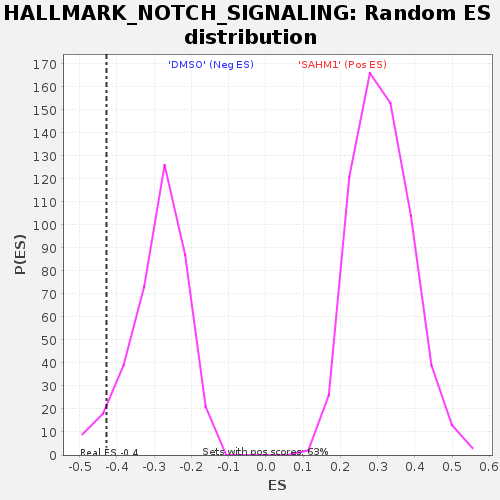 HALLMARK_NOTCH_SIGNALING: Random ES
distribution
'DMSO' (Neg ES) 'SAHM1' (Pos ES)
P(ES)
170
160
150
140
130
120
110
100
90
80
70
60
50
40
30
20
10
0
Real ES -0.4
Sets with pos scores: 63%
-0.5 -0.4 -0.3 -0.2 -0.1 0.0 0.1 0.2 0.3 0.4 0.5 0.6
ES